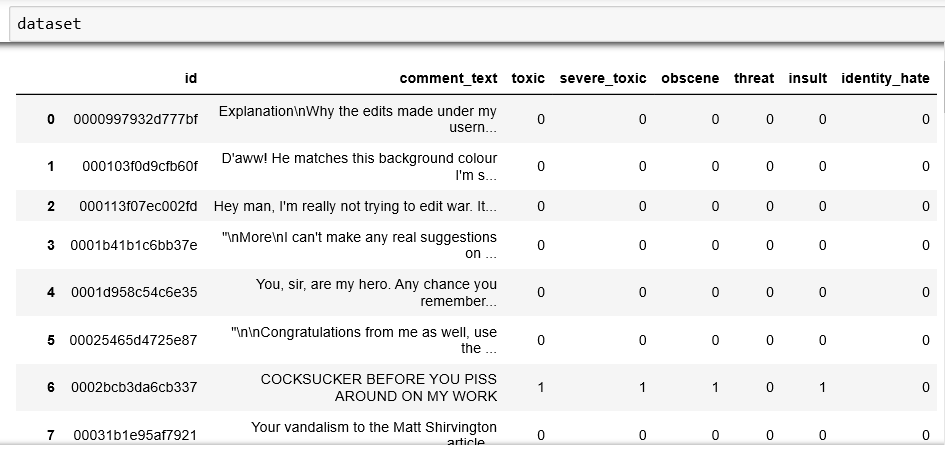 dataset
id comment_text toxic severe_toxic obscene threat insult identity_hate
0 0000997932d777bf Explanation\nWhy the edits made under my 0 0 0 0 0 0
usern...
1 000103f0d9cfb60f D'aww! He matches this background colour 0 0 0 0 0 0
I'm s...
2 000113f07ec002fd Hey man, I'm really not trying to edit war. It... 0 0 0 0 0 0
3 0001b41b1c6bb37e "\nMore\nI can't make any real suggestions 0 0 0 0 0 0
on ...
4 0001d958c54c6e35 You, sir, are my hero. Any chance you 0 0 0 0 0 0
remember...
5 00025465d4725e87 "\n\nCongratulations from me as well, use 0 0 0 0 0 0
the ...
6 0002bcb3da6cb337 COCKSUCKER BEFORE YOU PISS 1 1 1 0 1 0
AROUND ON MY WORK
7 00031b1e95af7921 Your vandalism to the Matt Shirvington 0 0 0 0 0 0
article...